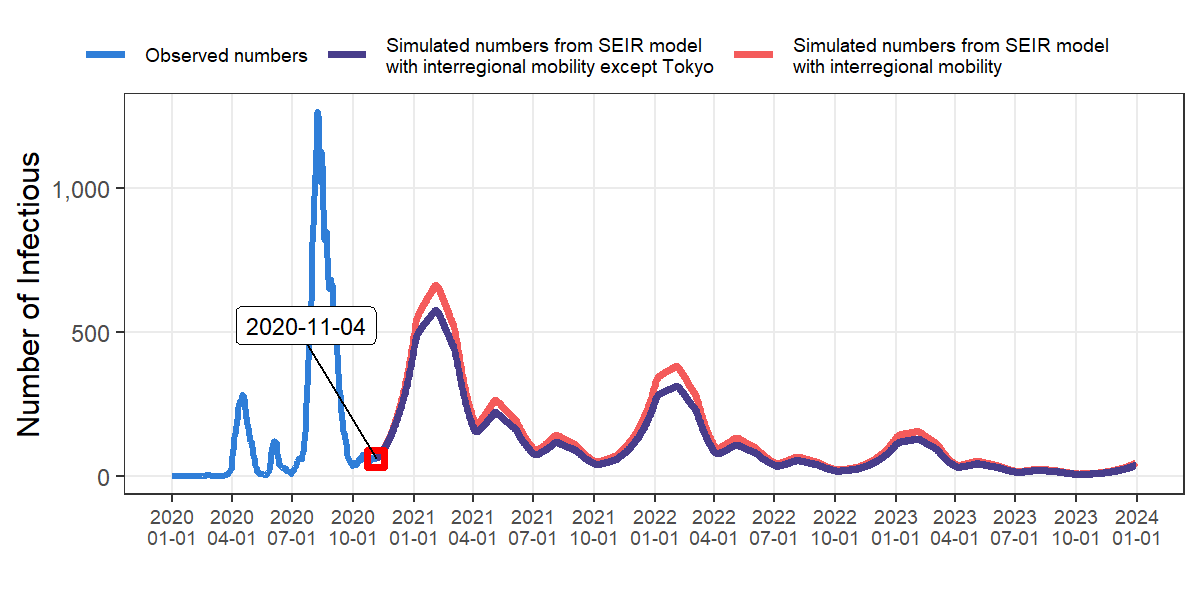 Observed numbers
Simulated numbers from SEIR model
with interregional mobility except Tokyo
Simulated numbers from SEIR model
with interregional mobility
Number of Infectious
1,000
500
0
2020-11-04
2020 2020 2020 2020 2021 2021 2021 2021 2022 2022 2022 2022 2023 2023 2023 2023 2024
01-01 04-01 07-01 10-01 01-01 04-01 07-01 10-01 01-01 04-01 07-01 10-01 01-01 04-01 07-01 10-01 01-01